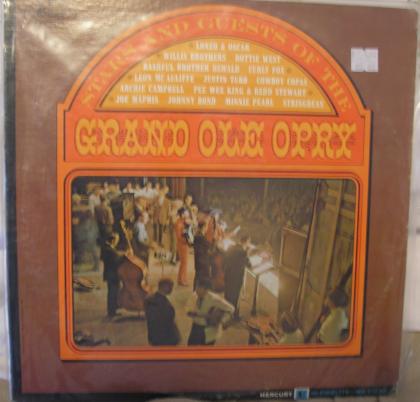 STARS AND GUESTS OF THE
LONZO & OSCAR
WILLIS BROTHERS DOTTIE WEST
BASHFUL BROTHER OSWALD CURLY FOX
LEON MC AULIFFE JUSTIN TUBB COWBOY COPAS
ARCHIE CAMPBELL PEE WEE KING & REDD STEWART
JOE MAPHIS JOHNNY BOND MINNIE PEARL STRINGBEAN
GRAND OLE OPRY
MERCURY